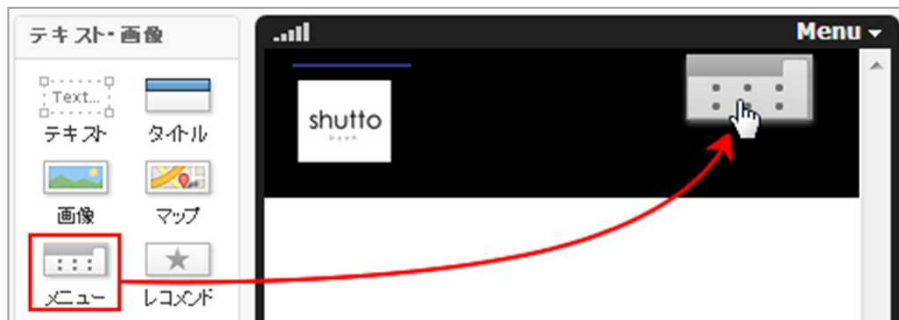 テキスト・画像
Menu
Text...
テキスト
タイトル
shutto
画像
マップ
メニュー
レコメンド